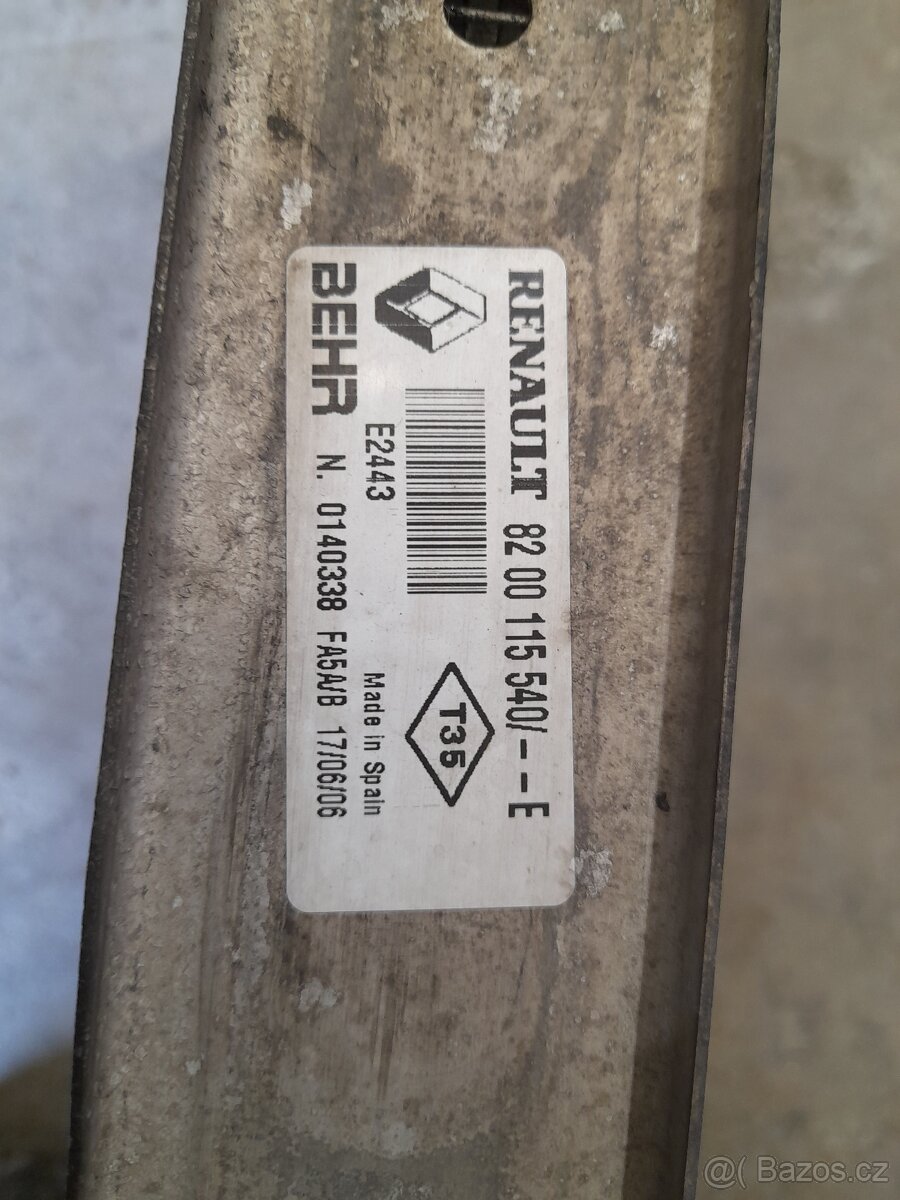 RENAULT 82 00 115 540/--E
T35
E2443 Made in Spain
BEHR N. 0140338 FA5A/B 17/06/06
@( Bazos.cz